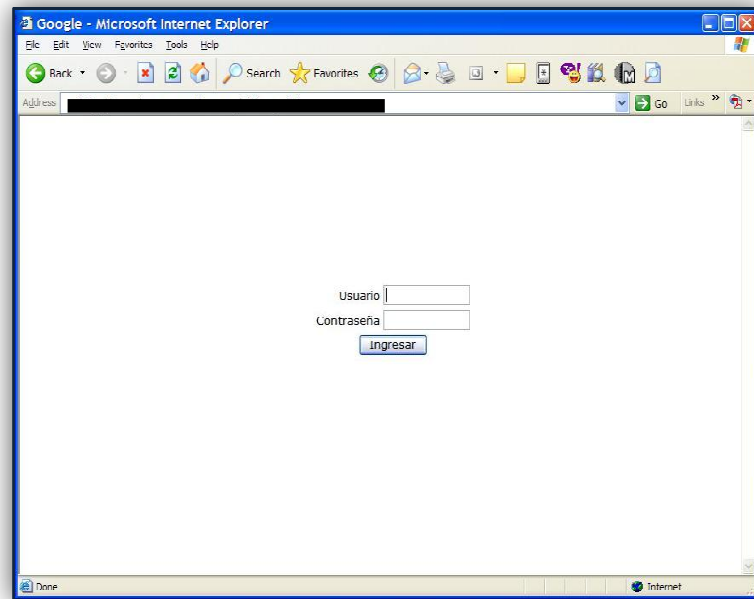 Google - Microsoft Internet Explorer
File Edit View Favorites Tools Help
Back Search Favorites
Address Go Links »
Usuario
Contraseña
Ingresar
Done Internet